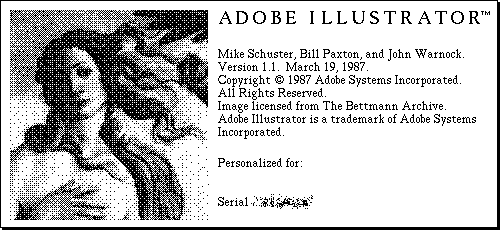 ADOBE ILLUSTRATOR™
Mike Schuster, Bill Paxton, and John Warnock.
Version 1.1. March 19, 1987.
Copyright © 1987 Adobe Systems Incorporated.
All Rights Reserved.
Image licensed from The Bettmann Archive.
Adobe Illustrator is a trademark of Adobe Systems
Incorporated.
Personalized for:
Serial